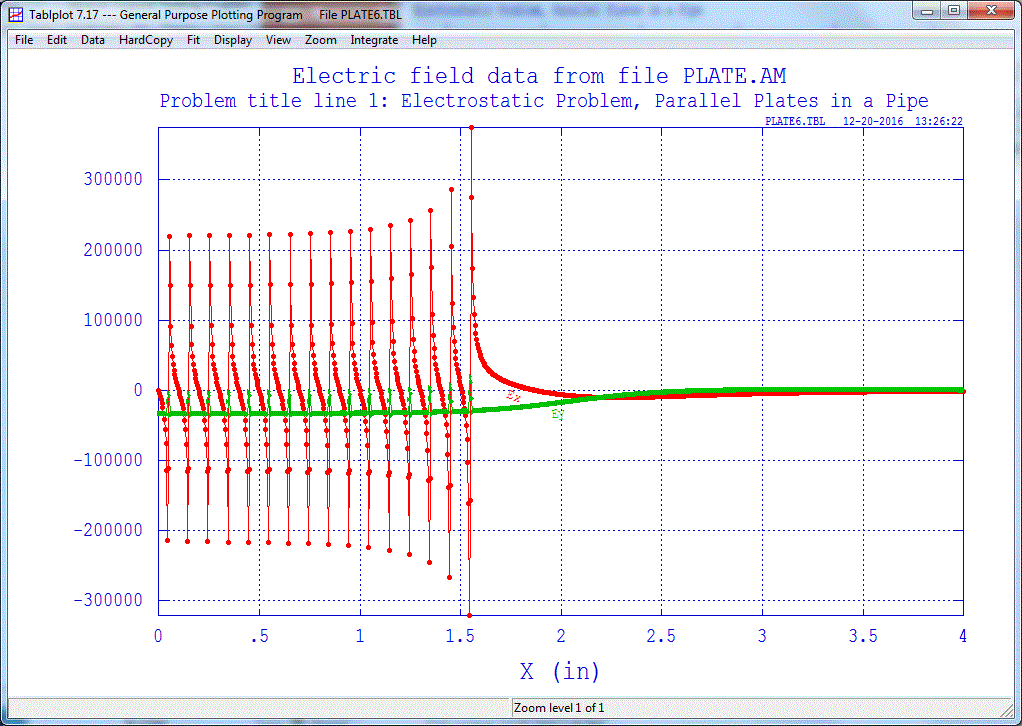 Tablplot 7.17 --- General Purpose Plotting Program File PLATE6.TBL
File Edit Data HardCopy Fit Display View Zoom Integrate Help
Electric field data from file PLATE.AM
Problem title line 1: Electrostatic Problem, Parallel Plates in a Pipe
PLATE6.TBL 12-20-2016 13:26:22
300000
200000
100000
0
-100000
-200000
-300000
Ex
Ey
0 .5 1 1.5 2 2.5 3 3.5 4
X (in)
Zoom level 1 of 1